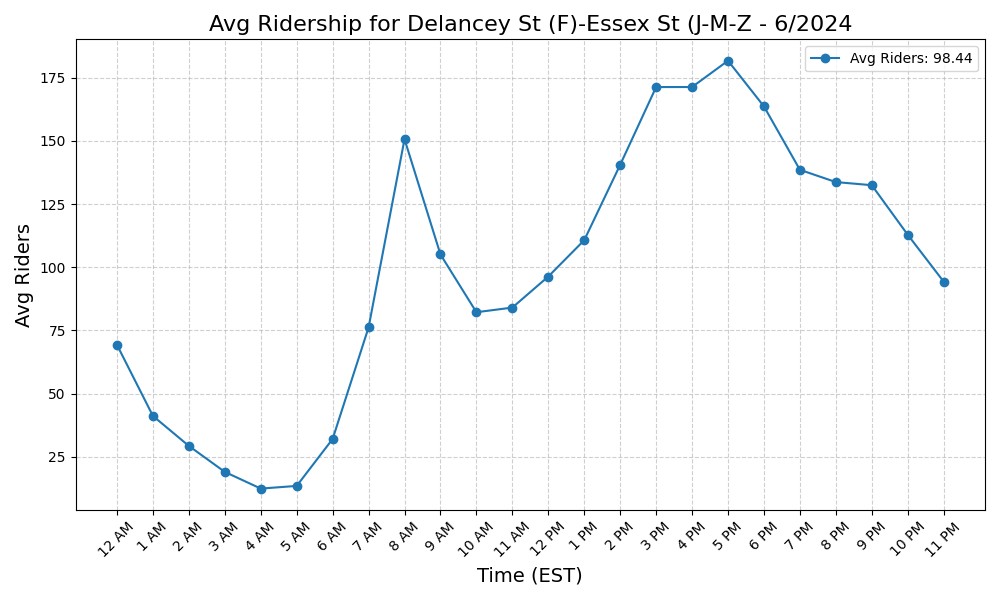 Avg Ridership for Delancey St (F)-Essex St (J-M-Z - 6/2024
Avg Riders: 98.44
Avg Riders
175
150
125
100
75
50
25
12 AM
1 AM
2 AM
3 AM
4 AM
5 AM
6 AM
7 AM
8 AM
9 AM
10 AM
11 AM
12 PM
1 PM
2 PM
3 PM
4 PM
5 PM
6 PM
7 PM
8 PM
9 PM
10 PM
11 PM
Time (EST)